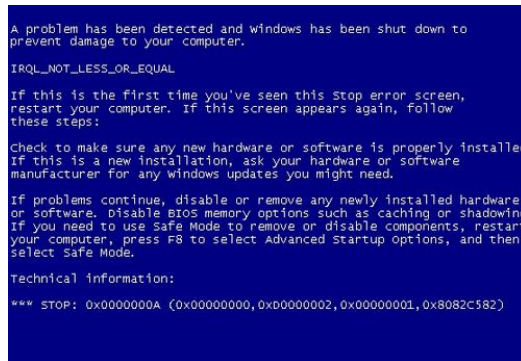 A problem has been detected and Windows has been shut down to
prevent damage to your computer.
IRQL_NOT_LESS_OR_EQUAL
If this is the first time you've seen this Stop error screen,
restart your computer. If this screen appears again, follow
these steps:
Check to make sure any new hardware or software is properly installe
If this is a new installation, ask your hardware or software
manufacturer for any Windows updates you might need.
If problems continue, disable or remove any newly installed hardware
or software. Disable BIOS memory options such as caching or shadowin
If you need to use Safe Mode to remove or disable components, restar
your computer, press F8 to select Advanced Startup Options, and then
select Safe Mode.
Technical information:
*** STOP: 0x0000000A (0x00000000,0xD0000002,0x00000001,0x8082C582)